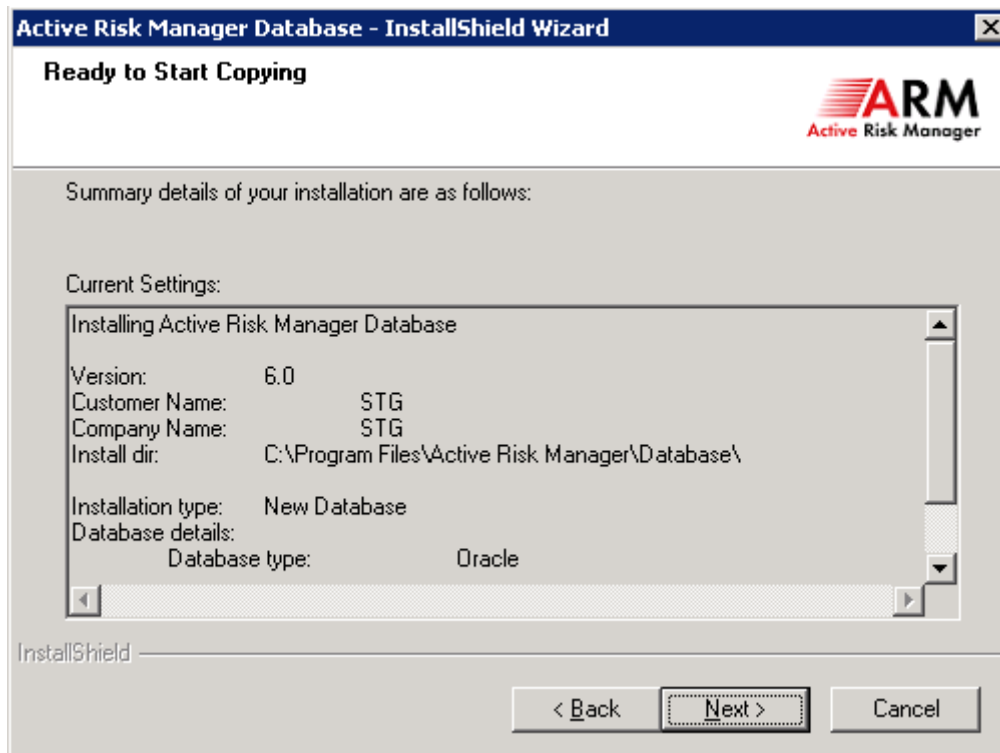 Active Risk Manager Database - InstallShield Wizard
Ready to Start Copying
ARM
Active Risk Manager
Summary details of your installation are as follows:
Current Settings:
Installing Active Risk Manager Database
Version: 6.0
Customer Name: STG
Company Name: STG
Install dir: C:\Program Files\Active Risk Manager\Database\
Installation type: New Database
Database details:
Database type: Oracle
InstallShield
< Back Next > Cancel